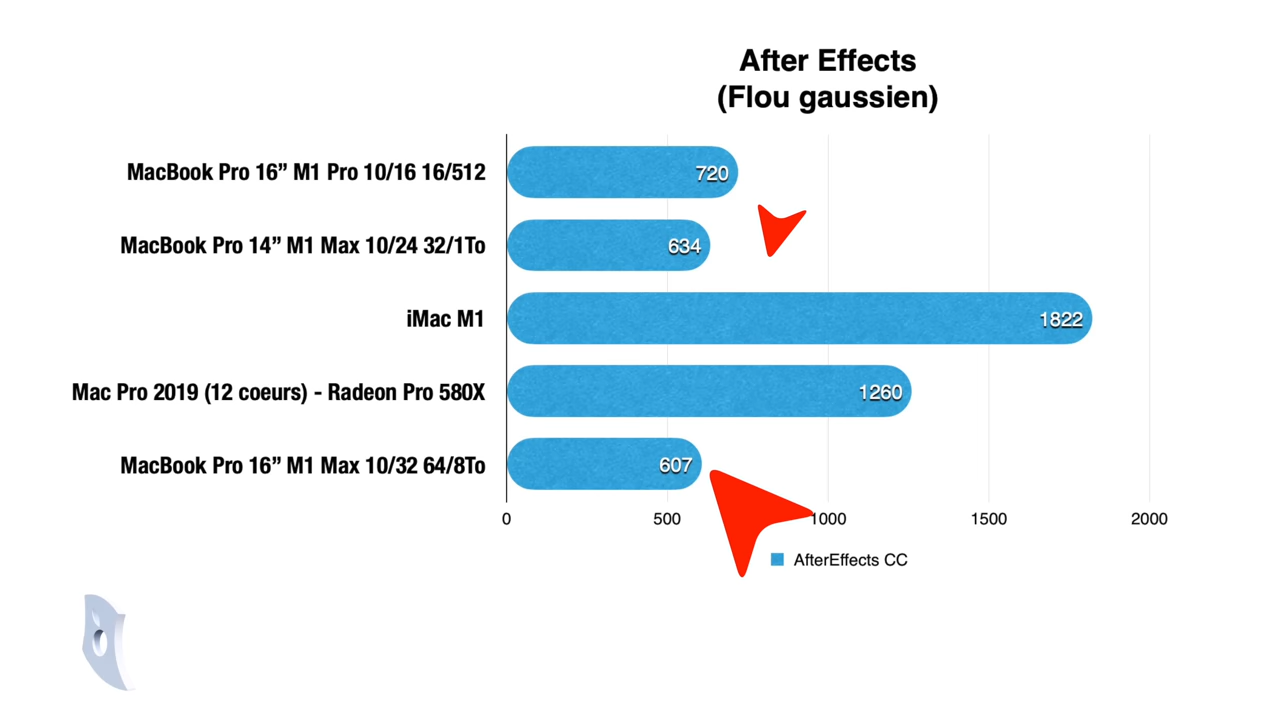 After Effects
(Flou gaussien)
MacBook Pro 16” M1 Pro 10/16 16/512
720
MacBook Pro 14” M1 Max 10/24 32/1To
634
iMac M1
1822
Mac Pro 2019 (12 coeurs) - Radeon Pro 580X
1260
MacBook Pro 16” M1 Max 10/32 64/8To
607
0 500 1000 1500 2000
AfterEffects CC